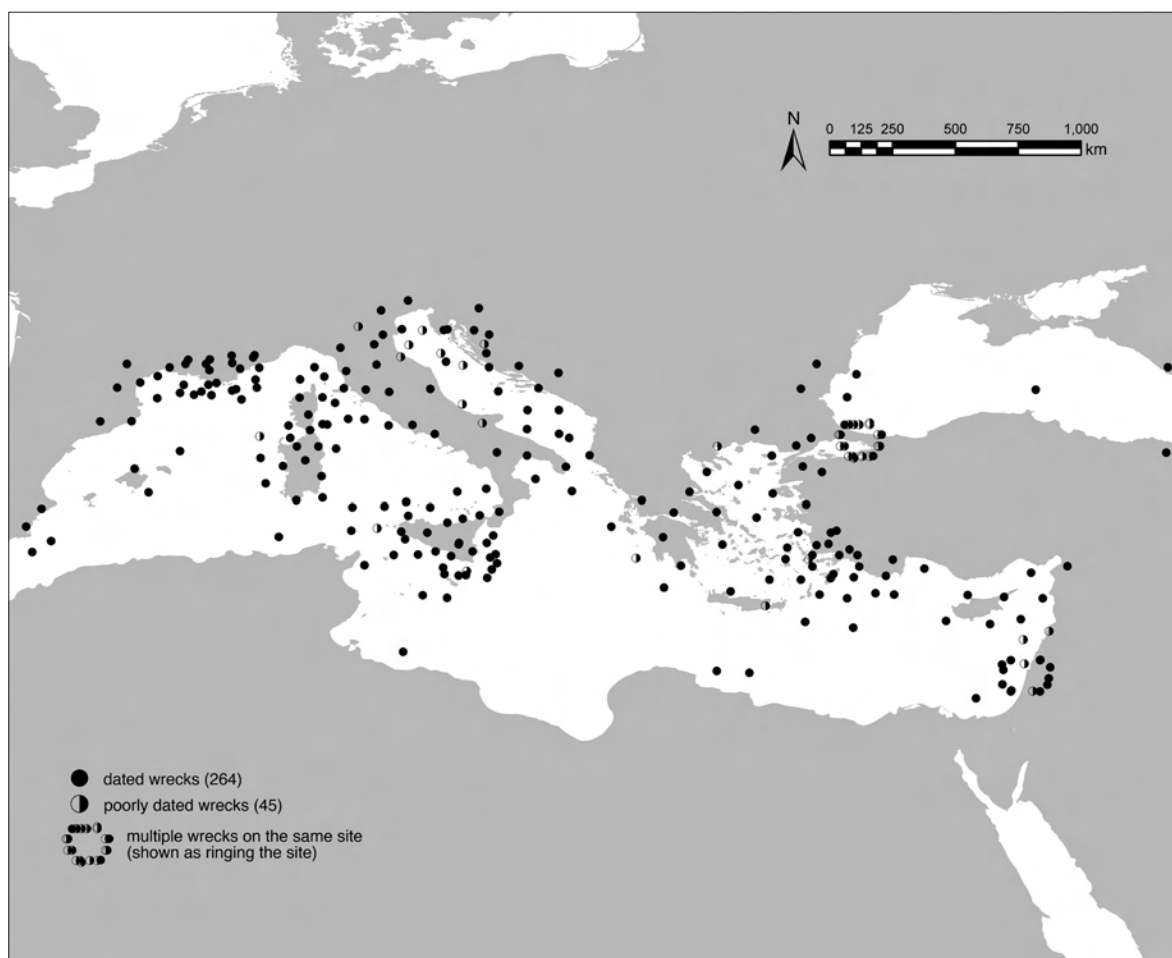 N
0 125 250 500 750 1,000
km
dated wrecks (264)
poorly dated wrecks (45)
multiple wrecks on the same site
(shown as ringing the site)